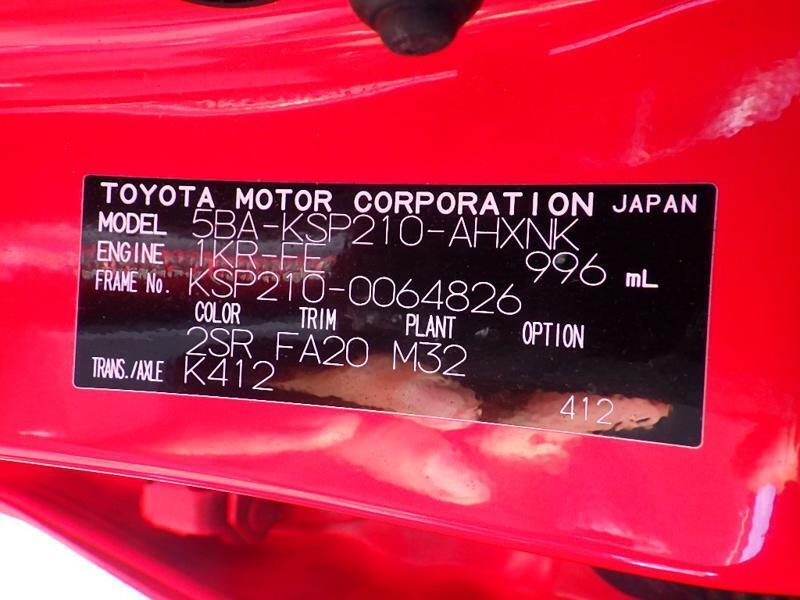 TOYOTA MOTOR CORPORATION JAPAN
MODEL 5BA-KSP210-AHXNK
ENGINE 1KR-FE 996 mL
FRAME No. KSP210-0064826
COLOR TRIM PLANT OPTION
2SR FA20 M32
TRANS./AXLE K412
412